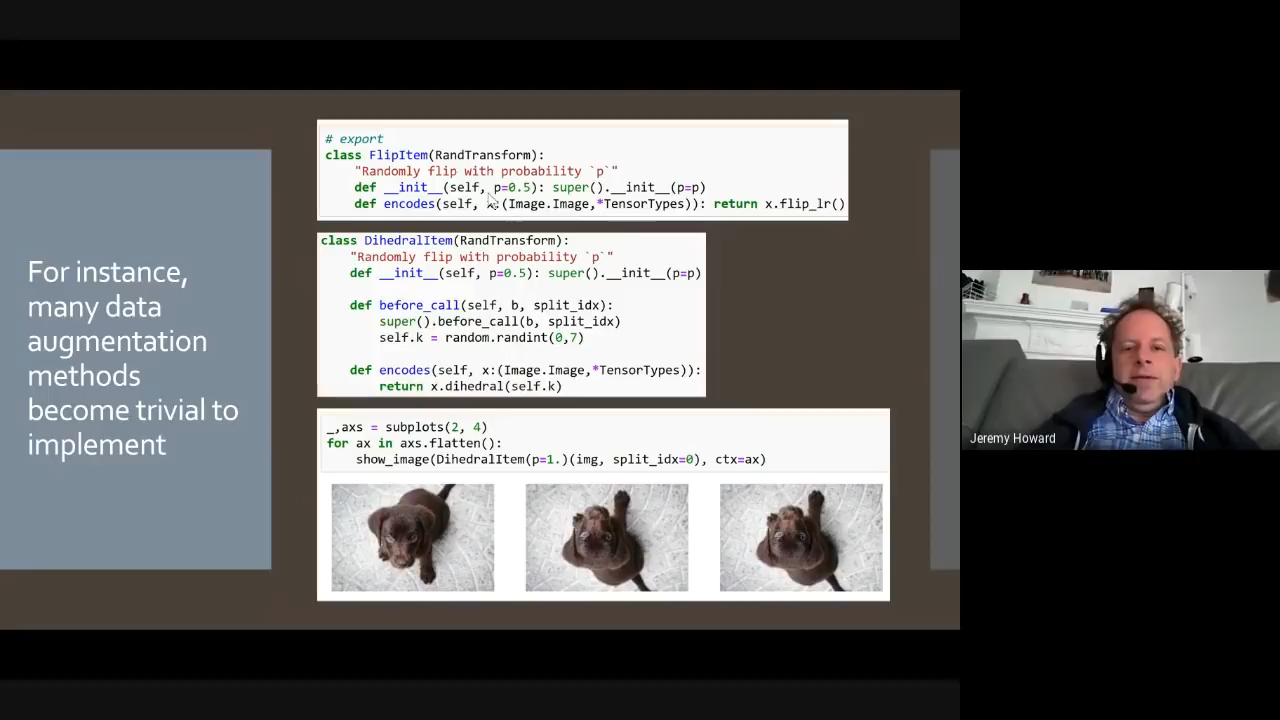 For instance,
many data
augmentation
methods
become trivial to
implement
# export
class FlipItem(RandTransform):
"Randomly flip with probability `p`"
def __init__(self, p=0.5): super().__init__(p=p)
def encodes(self, x:(Image.Image,*TensorTypes)): return x.flip_lr()
class DihedralItem(RandTransform):
"Randomly flip with probability `p`"
def __init__(self, p=0.5): super().__init__(p=p)
def before_call(self, b, split_idx):
super().before_call(b, split_idx)
self.k = random.randint(0,7)
def encodes(self, x:(Image.Image,*TensorTypes)):
return x.dihedral(self.k)
_,axs = subplots(2, 4)
for ax in axs.flatten():
show_image(DihedralItem(p=1.)(img, split_idx=0), ctx=ax)
Jeremy Howard